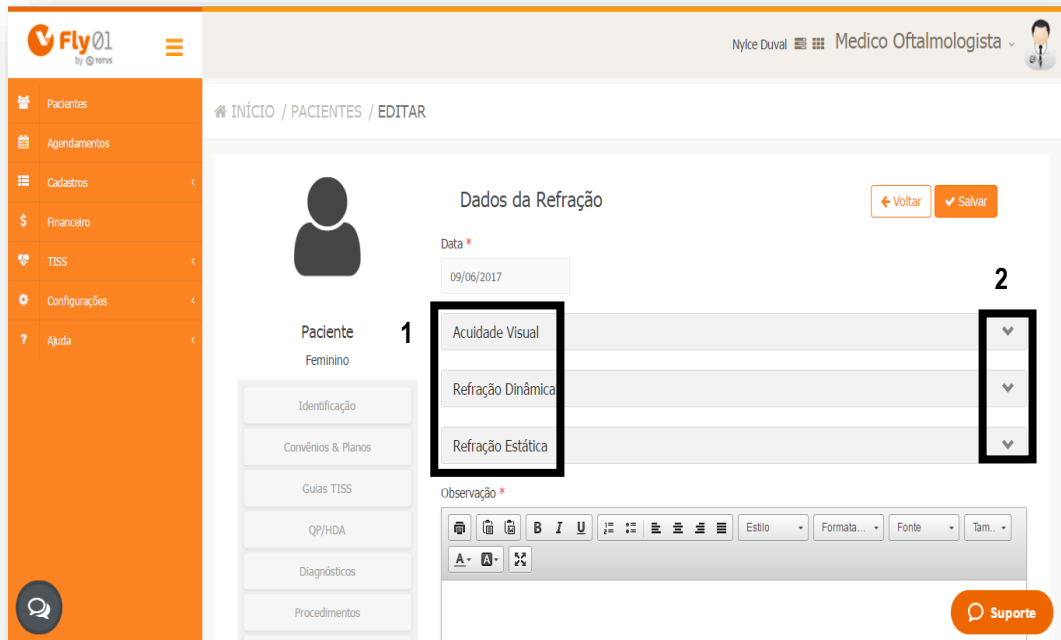 Fly01
by TOTVS
Nylce Duval Medico Oftalmologista
Pacientes
Agendamentos
Cadastros
Financeiro
TISS
Configurações
Ajuda
INÍCIO / PACIENTES / EDITAR
Paciente
Feminino
Identificação
Convênios & Planos
Guias TISS
QP/HDA
Diagnósticos
Procedimentos
Dados da Refração
Voltar
Salvar
Data *
09/06/2017
1
2
Acuidade Visual
Refração Dinâmica
Refração Estática
Observação *
B I U
Estilo
Formata...
Fonte
Tam...
A
A
Suporte